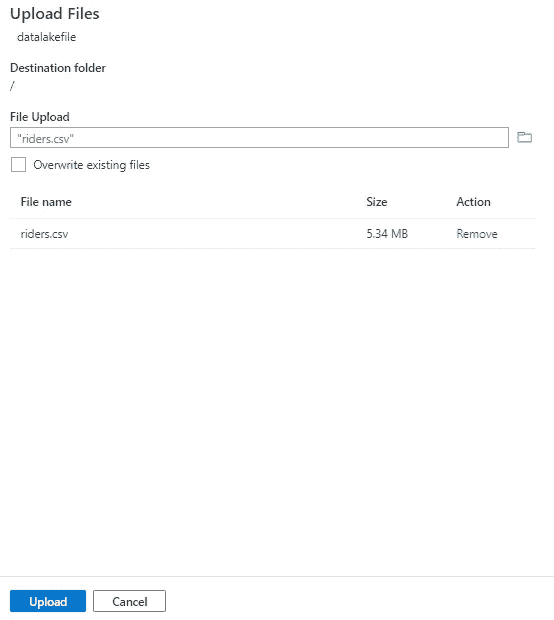 Upload Files
datalakefile
Destination folder
/
File Upload
"riders.csv"
Overwrite existing files
File name Size Action
riders.csv 5.34 MB Remove
Upload Cancel